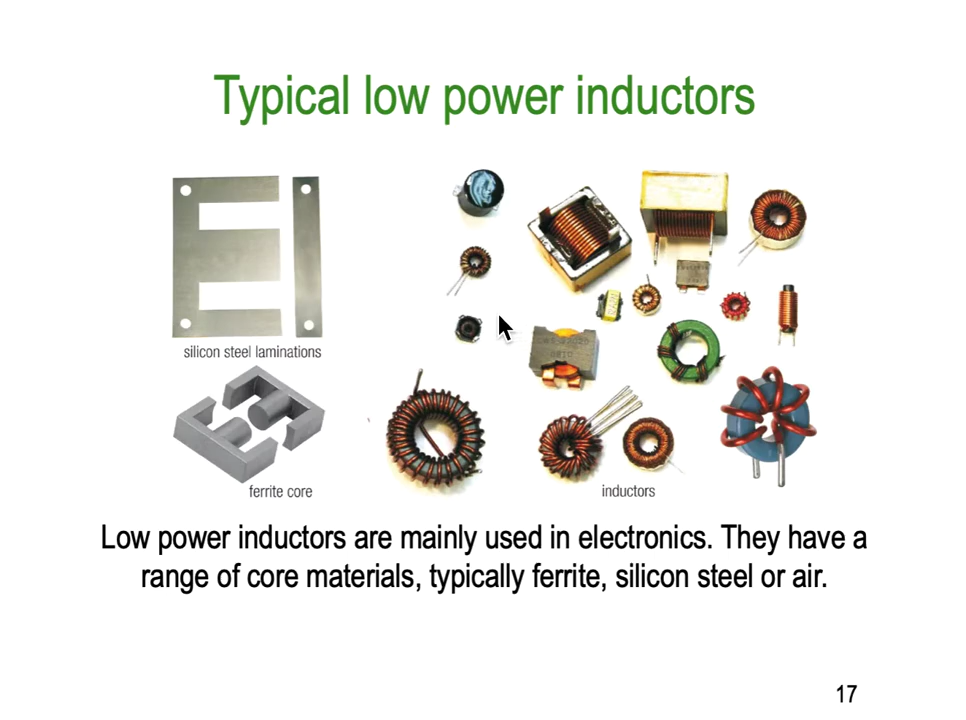 Typical low power inductors
silicon steel laminations
ferrite core
inductors
Low power inductors are mainly used in electronics. They have a
range of core materials, typically ferrite, silicon steel or air.
17